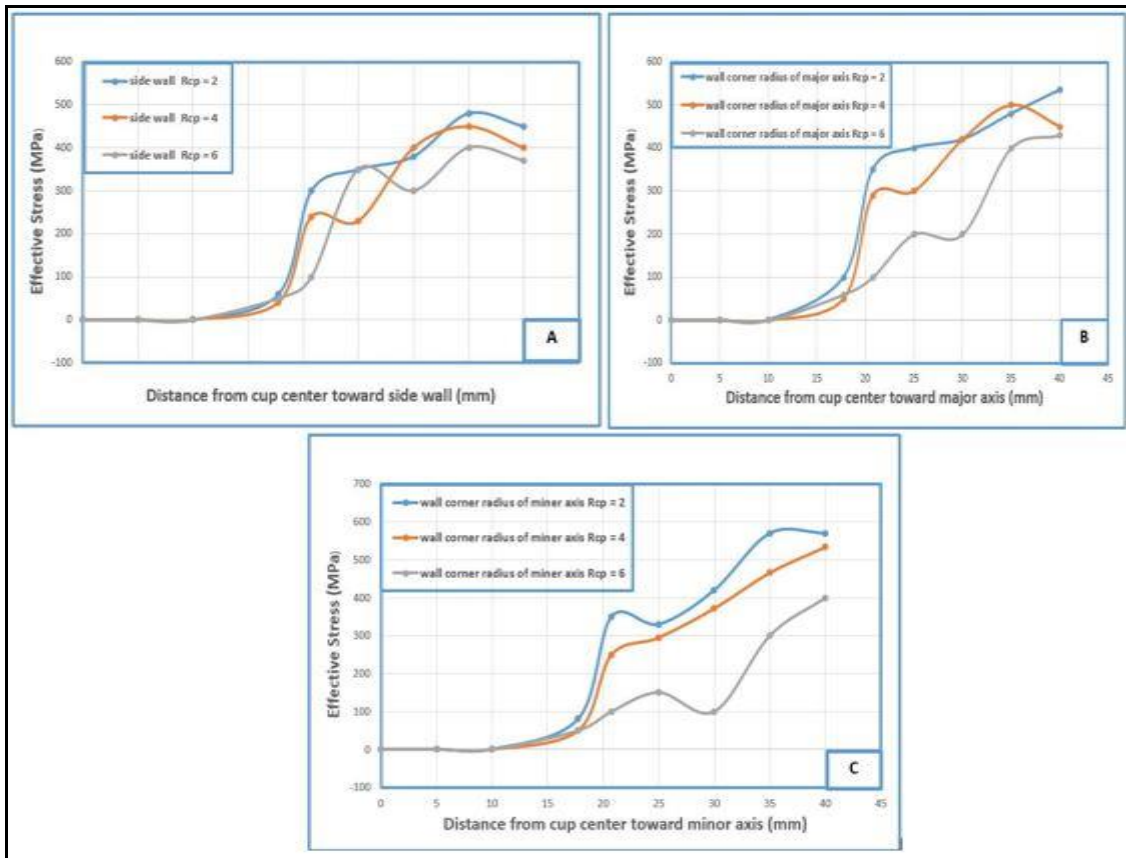 600
500
400
300
200
100
0
-100
Effective Stress (MPa)
side wall Rcp = 2
side wall Rcp = 4
side wall Rcp = 6
A
Distance from cup center toward side wall (mm)
600
500
400
300
200
100
0
-100
Effective Stress (MPa)
wall corner radius of major axis Rcp = 2
wall corner radius of major axis Rcp = 4
wall corner radius of major axis Rcp = 6
B
0 5 10 15 20 25 30 35 40 45
Distance from cup center toward major axis (mm)
700
600
500
400
300
200
100
0
-100
Effective Stress (MPa)
wall corner radius of miner axis Rcp = 2
wall corner radius of miner axis Rcp = 4
wall corner radius of miner axis Rcp = 6
C
0 5 10 15 20 25 30 35 40 45
Distance from cup center toward minor axis (mm)